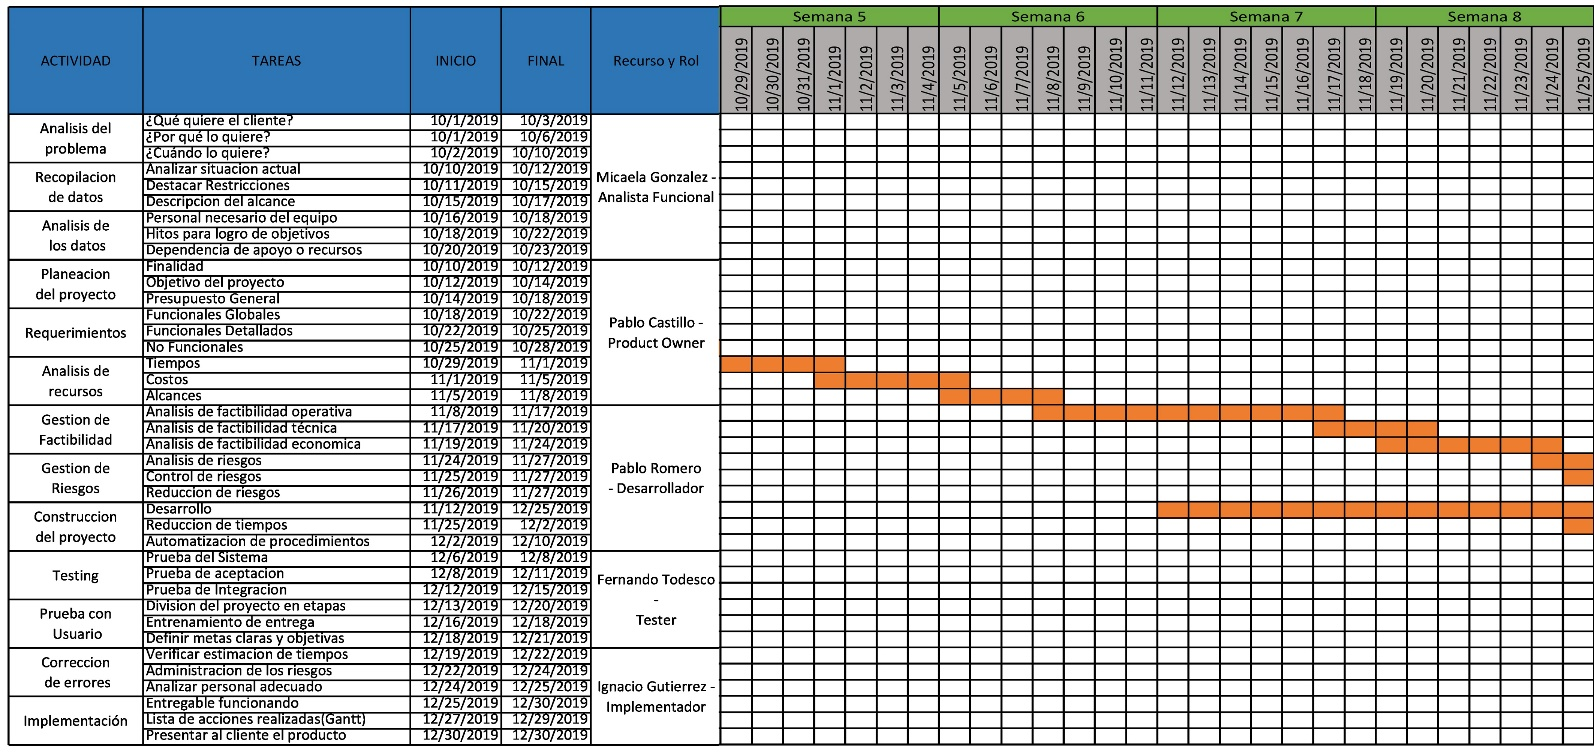 Semana 5 Semana 6 Semana 7 Semana 8
ACTIVIDAD TAREAS INICIO FINAL Recurso y Rol 10/29/2019 10/30/2019 10/31/2019 11/1/2019 11/2/2019 11/3/2019 11/4/2019 11/5/2019 11/6/2019 11/7/2019 11/8/2019 11/9/2019 11/10/2019 11/11/2019 11/12/2019 11/13/2019 11/14/2019 11/15/2019 11/16/2019 11/17/2019 11/18/2019 11/19/2019 11/20/2019 11/21/2019 11/22/2019 11/23/2019 11/24/2019 11/25/2019
Analisis del
problema
¿Qué quiere el cliente? 10/1/2019 10/3/2019
¿Por qué lo quiere? 10/1/2019 10/6/2019
¿Cuándo lo quiere? 10/2/2019 10/10/2019
Recopilacion
de datos
Analizar situacion actual 10/10/2019 10/12/2019
Destacar Restricciones 10/11/2019 10/15/2019
Descripcion del alcance 10/15/2019 10/17/2019
Micaela Gonzalez -
Analista Funcional
Analisis de
los datos
Personal necesario del equipo 10/16/2019 10/18/2019
Hitos para logro de objetivos 10/18/2019 10/22/2019
Dependencia de apoyo o recursos 10/20/2019 10/23/2019
Planeacion
del proyecto
Finalidad 10/10/2019 10/12/2019
Objetivo del proyecto 10/12/2019 10/14/2019
Presupuesto General 10/14/2019 10/18/2019
Requerimientos
Funcionales Globales 10/18/2019 10/22/2019
Funcionales Detallados 10/22/2019 10/25/2019
No Funcionales 10/25/2019 10/28/2019
Pablo Castillo -
Product Owner
Analisis de
recursos
Tiempos 10/29/2019 11/1/2019
Costos 11/1/2019 11/5/2019
Alcances 11/5/2019 11/8/2019
Gestion de
Factibilidad
Analisis de factibilidad operativa 11/8/2019 11/17/2019
Analisis de factibilidad técnica 11/17/2019 11/20/2019
Analisis de factibilidad economica 11/19/2019 11/24/2019
Gestion de
Riesgos
Analisis de riesgos 11/24/2019 11/27/2019
Control de riesgos 11/25/2019 11/27/2019
Reduccion de riesgos 11/26/2019 11/27/2019
Pablo Romero
- Desarrollador
Construccion
del proyecto
Desarrollo 11/12/2019 12/25/2019
Reduccion de tiempos 11/25/2019 12/2/2019
Automatizacion de procedimientos 12/2/2019 12/10/2019
Testing
Prueba del Sistema 12/6/2019 12/8/2019
Prueba de aceptacion 12/8/2019 12/11/2019
Prueba de Integracion 12/12/2019 12/15/2019
Fernando Todesco
-
Tester
Prueba con
Usuario
Division del proyecto en etapas 12/13/2019 12/20/2019
Entrenamiento de entrega 12/16/2019 12/18/2019
Definir metas claras y objetivas 12/18/2019 12/21/2019
Correccion
de errores
Verificar estimacion de tiempos 12/19/2019 12/22/2019
Administracion de los riesgos 12/22/2019 12/24/2019
Analizar personal adecuado 12/24/2019 12/25/2019
Ignacio Gutierrez -
Implementador
Implementación
Entregable funcionando 12/25/2019 12/30/2019
Lista de acciones realizadas(Gantt) 12/27/2019 12/29/2019
Presentar al cliente el producto 12/30/2019 12/30/2019